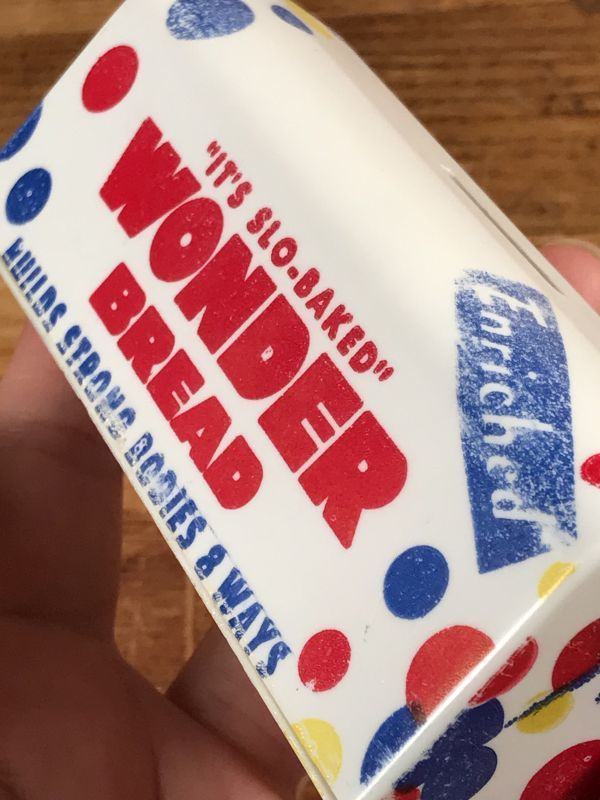 "IT'S SLO-BAKED"
WONDER
BREAD
BUILDS STRONG BODIES 8 WAYS
Enriched